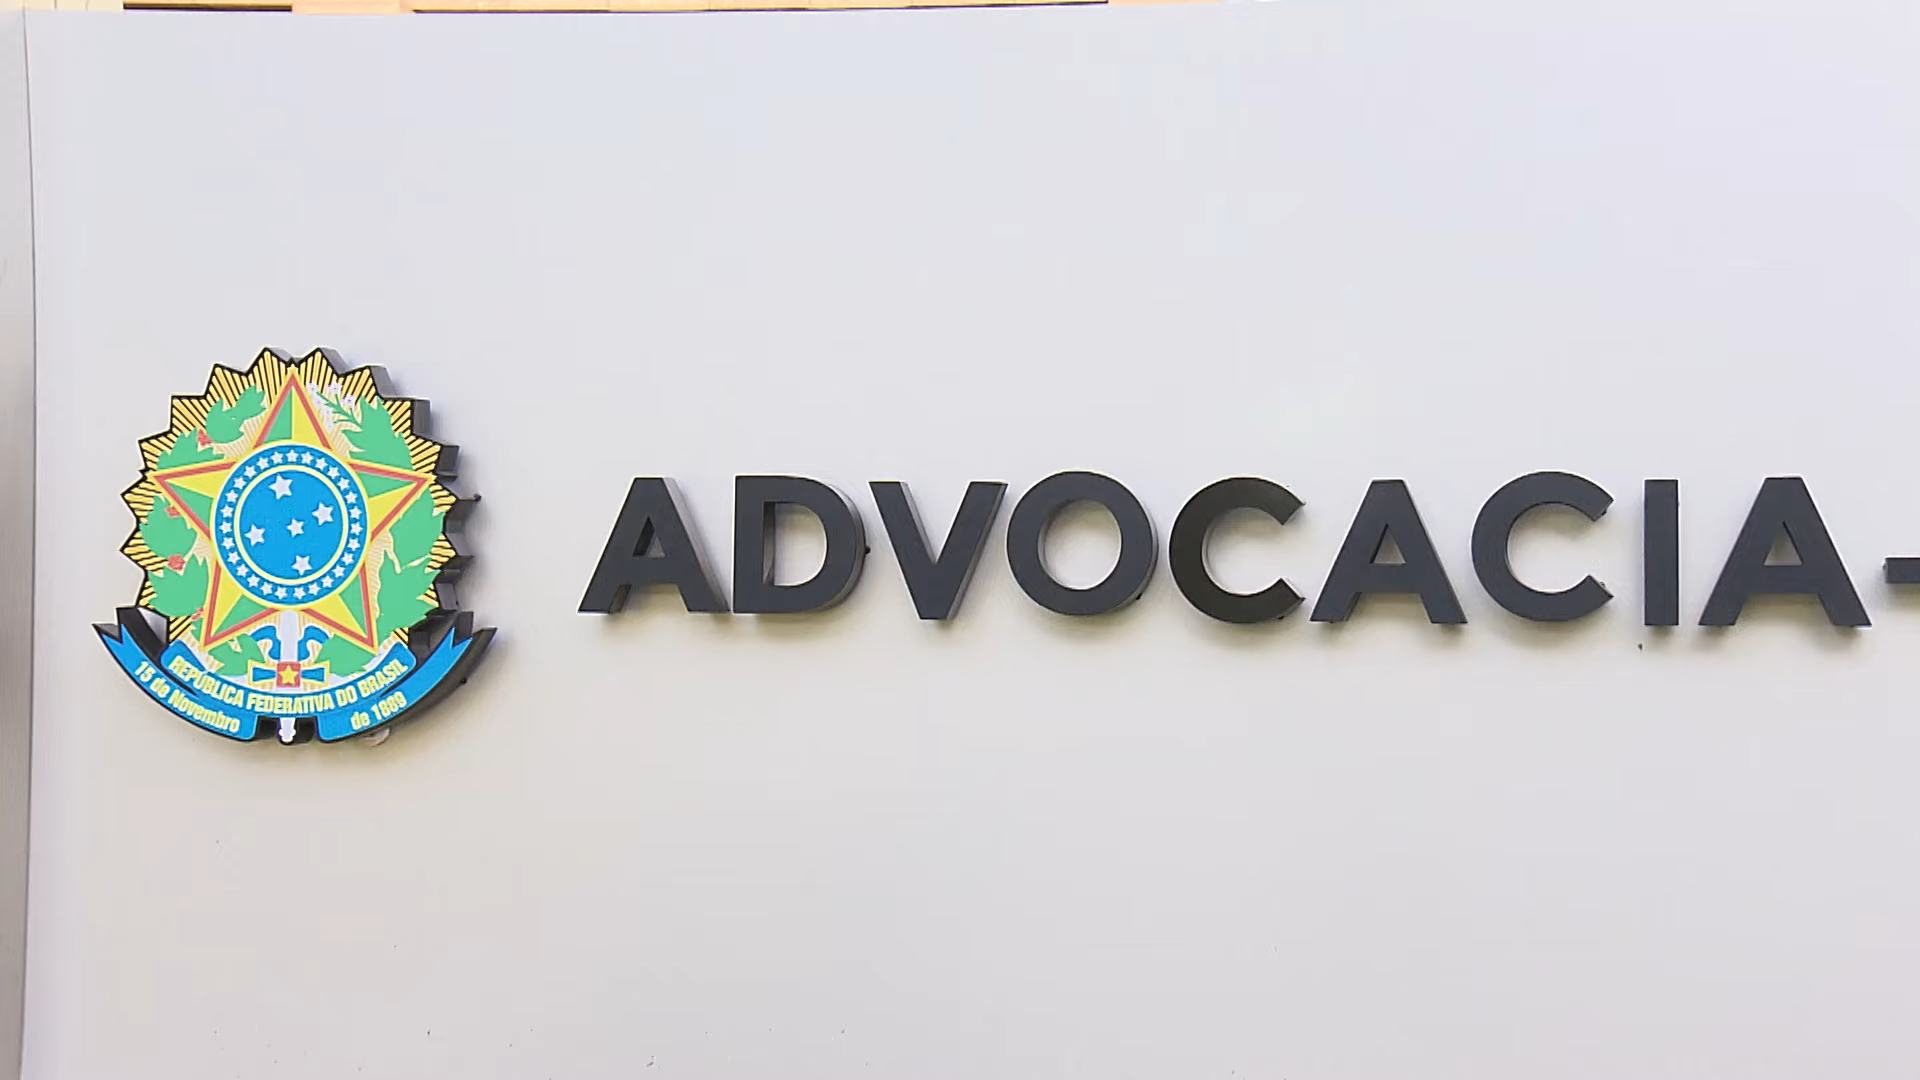 ADVOCACIA-
REPÚBLICA FEDERATIVA DO BRASIL
15 de Novembro
de 1889